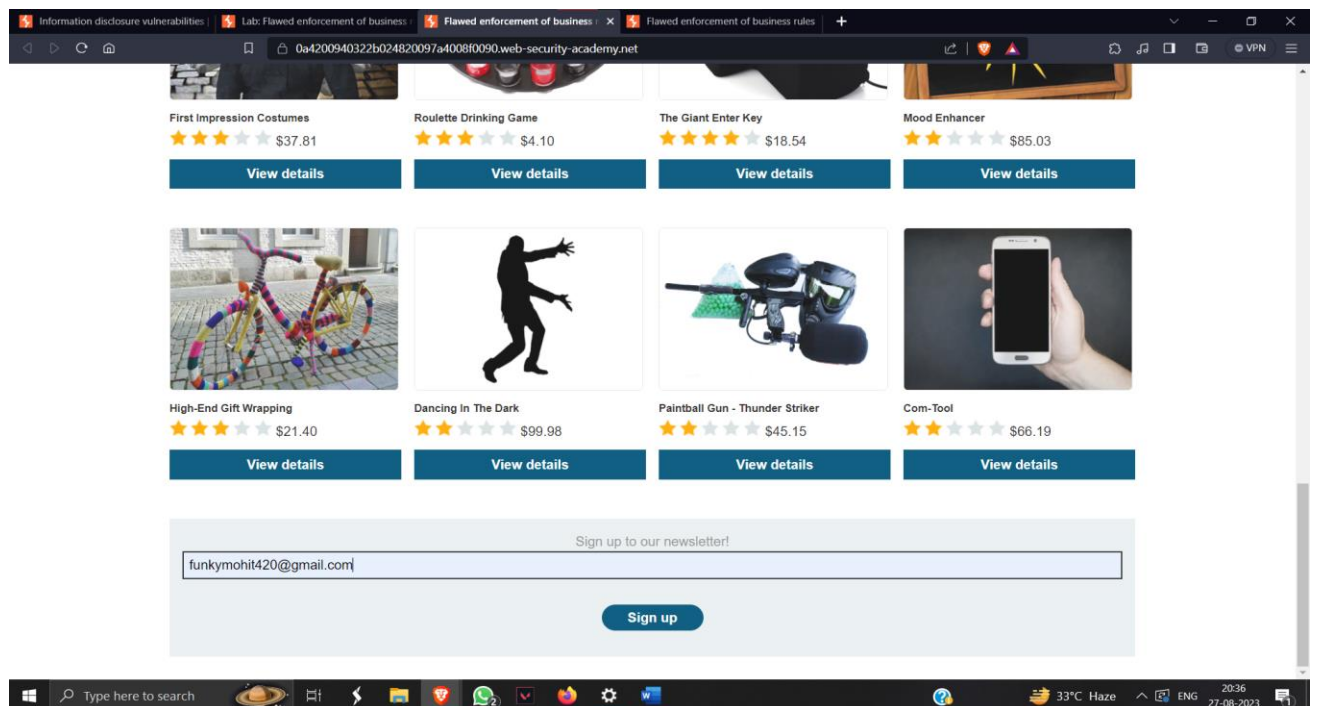 Information disclosure vulnerabilities |
Lab: Flawed enforcement of business r
Flawed enforcement of business r
Flawed enforcement of business rules
0a4200940322b024820097a4008f0090.web-security-academy.net
VPN
First Impression Costumes
Roulette Drinking Game
The Giant Enter Key
Mood Enhancer
$37.81
$4.10
$18.54
$85.03
View details
View details
View details
View details
High-End Gift Wrapping
Dancing In The Dark
Paintball Gun - Thunder Striker
Com-Tool
$21.40
$99.98
$45.15
$66.19
View details
View details
View details
View details
Sign up to our newsletter!
funkymohit420@gmail.com
Sign up
Type here to search
33°C Haze
ENG
20:36
27-08-2023